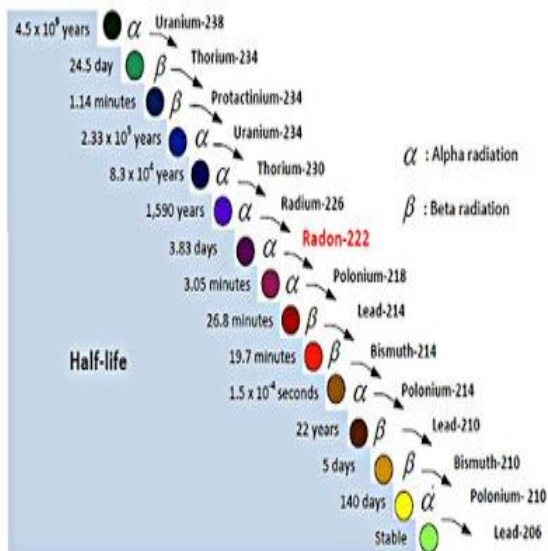 4.5 x 10⁹ years α Uranium-238
24.5 day β Thorium-234
1.14 minutes β Protactinium-234
2.33 x 10⁵ years α Uranium-234
8.3 x 10⁴ years α Thorium-230
α : Alpha radiation
1,590 years α Radium-226
β : Beta radiation
3.83 days α Radon-222
3.05 minutes α Polonium-218
26.8 minutes β Lead-214
19.7 minutes β Bismuth-214
Half-life
1.5 x 10⁻⁴ seconds α Polonium-214
22 years β Lead-210
5 days β Bismuth-210
140 days α Polonium- 210
Stable Lead-206